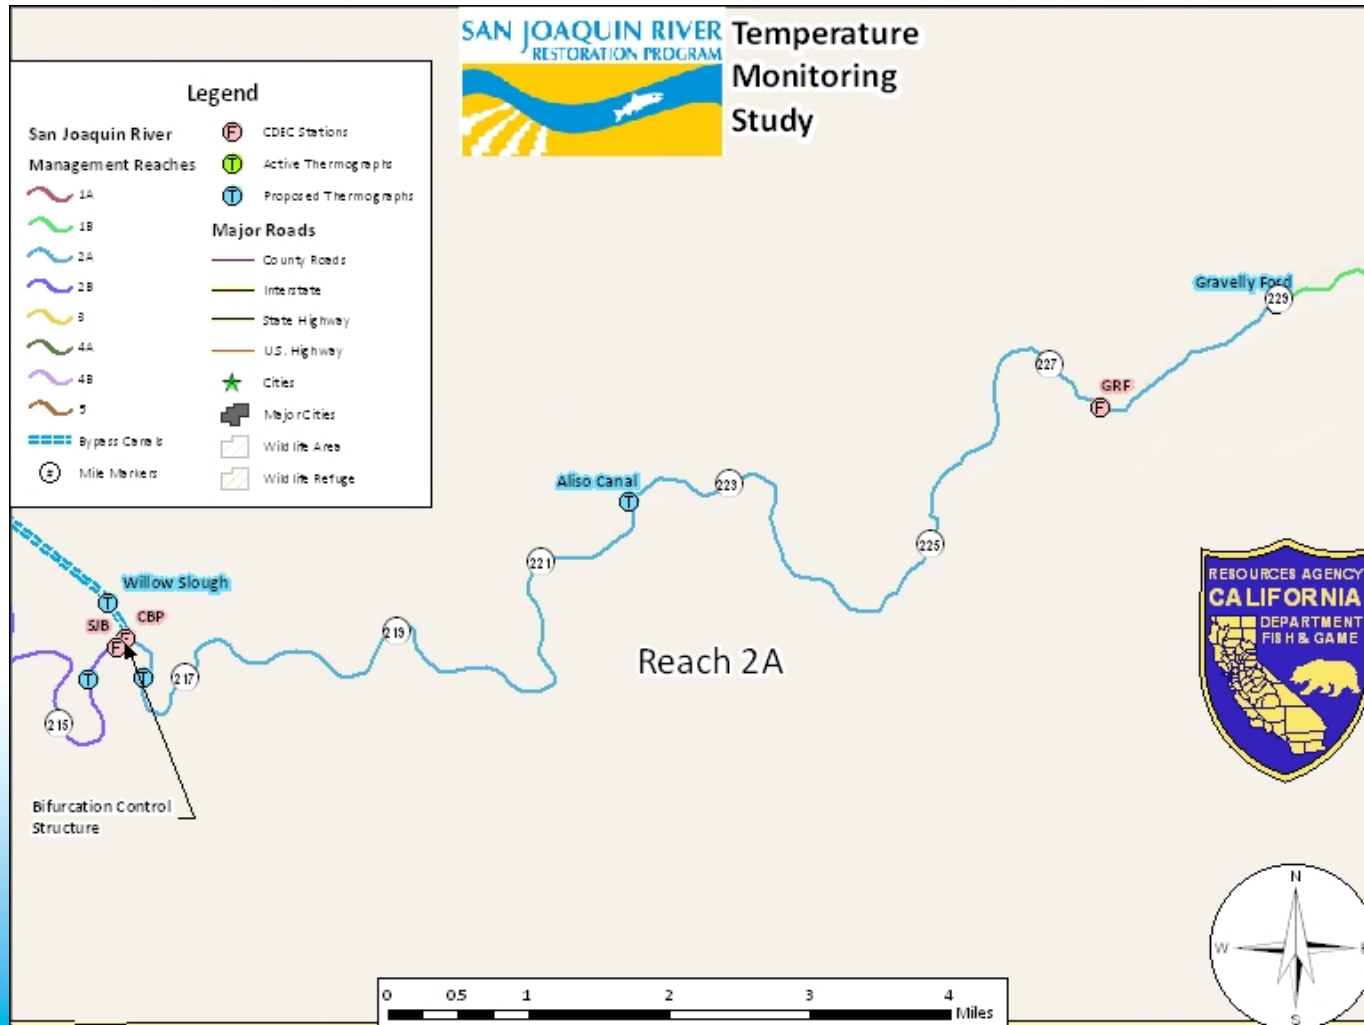 SAN JOAQUIN RIVER
RESTORATION PROGRAM
Temperature
Monitoring
Study
Legend
San Joaquin River
Management Reaches
1A
1B
2A
2B
3
4A
4B
5
Bypass Canals
#
Mile Markers
F
CDEC Stations
T
Active Thermographs
T
Proposed Thermographs
Major Roads
County Roads
Interstate
State Highway
U.S. Highway
Cities
Major Cities
Wildlife Area
Wildlife Refuge
Gravelly Ford
229
227
GRF
F
Aliso Canal
T
223
225
221
Willow Slough
T
CBP
F
SJB
F
T
T
219
217
215
Reach 2A
Bifurcation Control
Structure
RESOURCES AGENCY
CALIFORNIA
DEPARTMENT
FISH & GAME
N
W
S
0 0.5 1 2 3 4
Miles